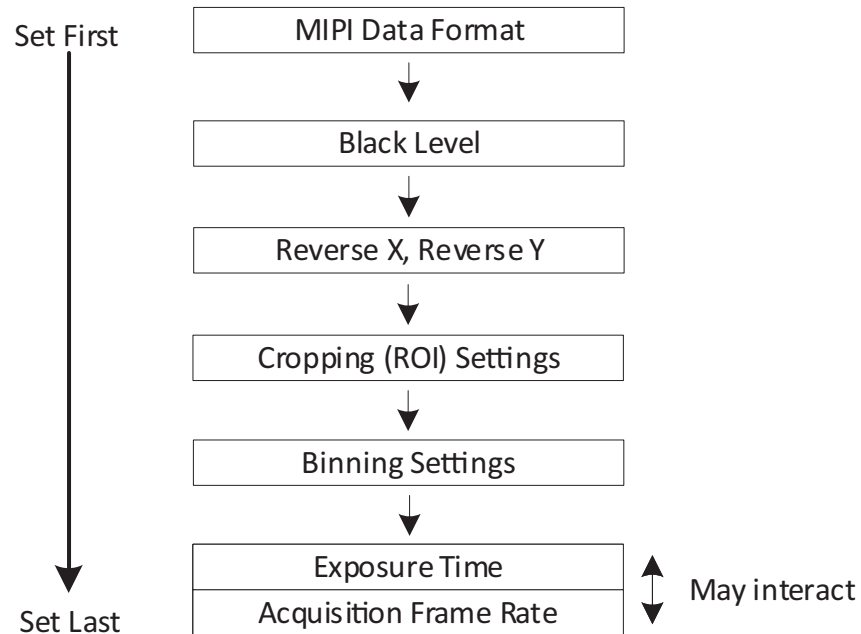 Set First
MIPI Data Format
Black Level
Reverse X, Reverse Y
Cropping (ROI) Settings
Binning Settings
Exposure Time
May interact
Set Last
Acquisition Frame Rate